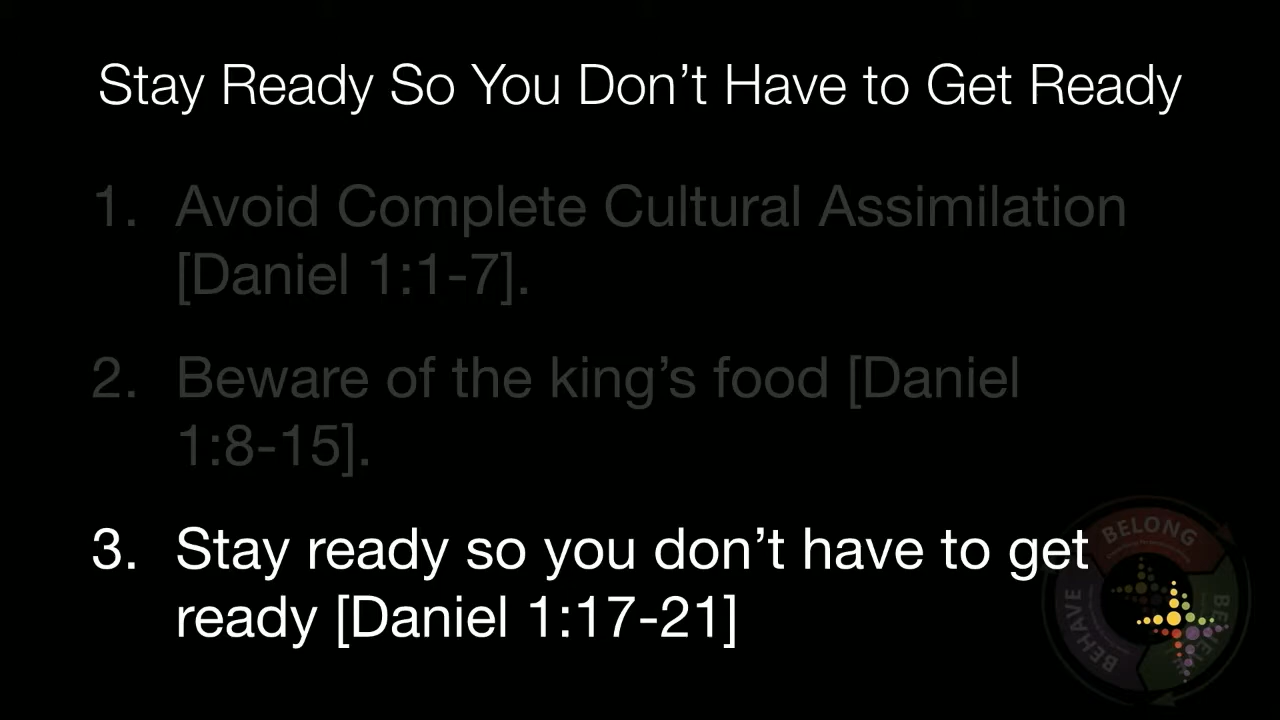 Stay Ready So You Don’t Have to Get Ready
1. Avoid Complete Cultural Assimilation
[Daniel 1:1-7].
2. Beware of the king’s food [Daniel
1:8-15].
3. Stay ready so you don’t have to get
ready [Daniel 1:17-21]
BELONG
BEHAVE